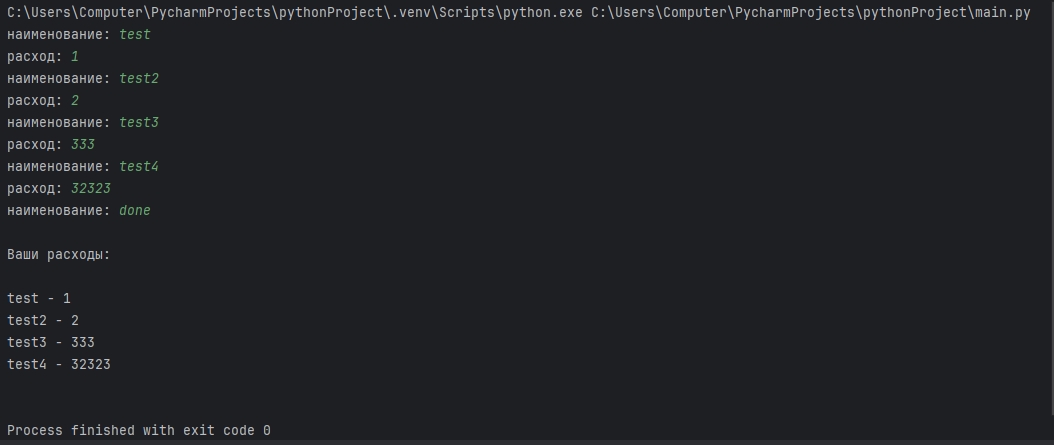 C:\Users\Computer\PycharmProjects\pythonProject\.venv\Scripts\python.exe C:\Users\Computer\PycharmProjects\pythonProject\main.py
наименование: test
расход: 1
наименование: test2
расход: 2
наименование: test3
расход: 333
наименование: test4
расход: 32323
наименование: done
Ваши расходы:
test - 1
test2 - 2
test3 - 333
test4 - 32323
Process finished with exit code 0